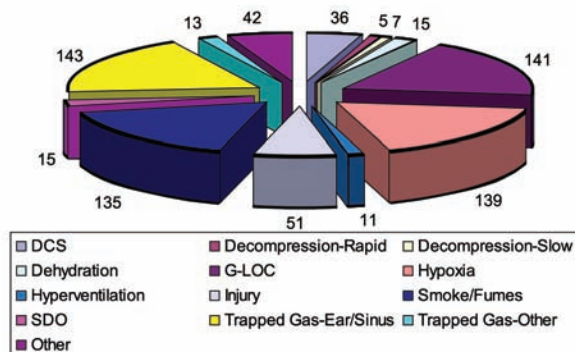 13 42 36 5 7 15
143 141
15
135 139
51 11
DCS Decompression-Rapid Decompression-Slow
Dehydration G-LOC Hypoxia
Hyperventilation Injury Smoke/Fumes
SDO Trapped Gas-Ear/Sinus Trapped Gas-Other
Other